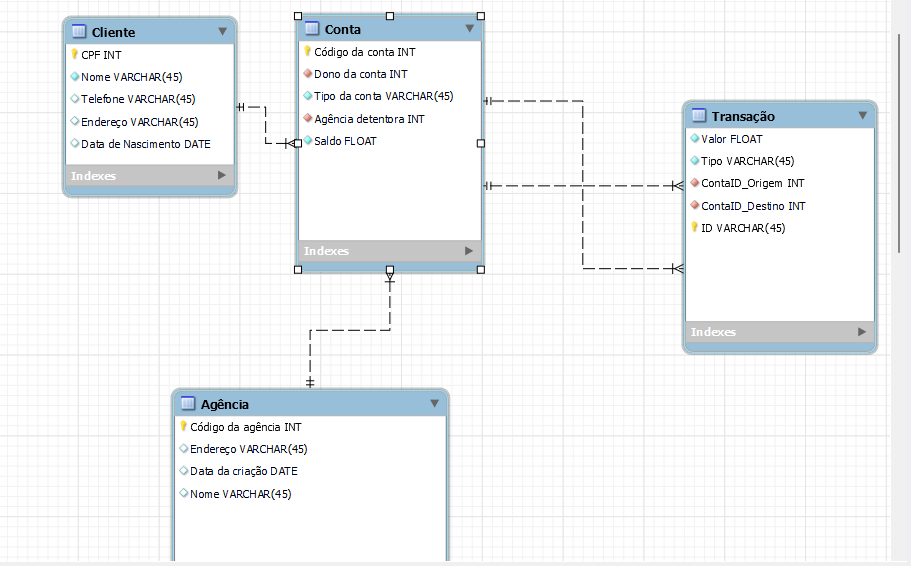 Cliente
CPF INT
Nome VARCHAR(45)
Telefone VARCHAR(45)
Endereço VARCHAR(45)
Data de Nascimento DATE
Indexes
Conta
Código da conta INT
Dono da conta INT
Tipo da conta VARCHAR(45)
Agência detentora INT
Saldo FLOAT
Indexes
Transação
Valor FLOAT
Tipo VARCHAR(45)
ContaID_Origem INT
ContaID_Destino INT
ID VARCHAR(45)
Indexes
Agência
Código da agência INT
Endereço VARCHAR(45)
Data da criação DATE
Nome VARCHAR(45)